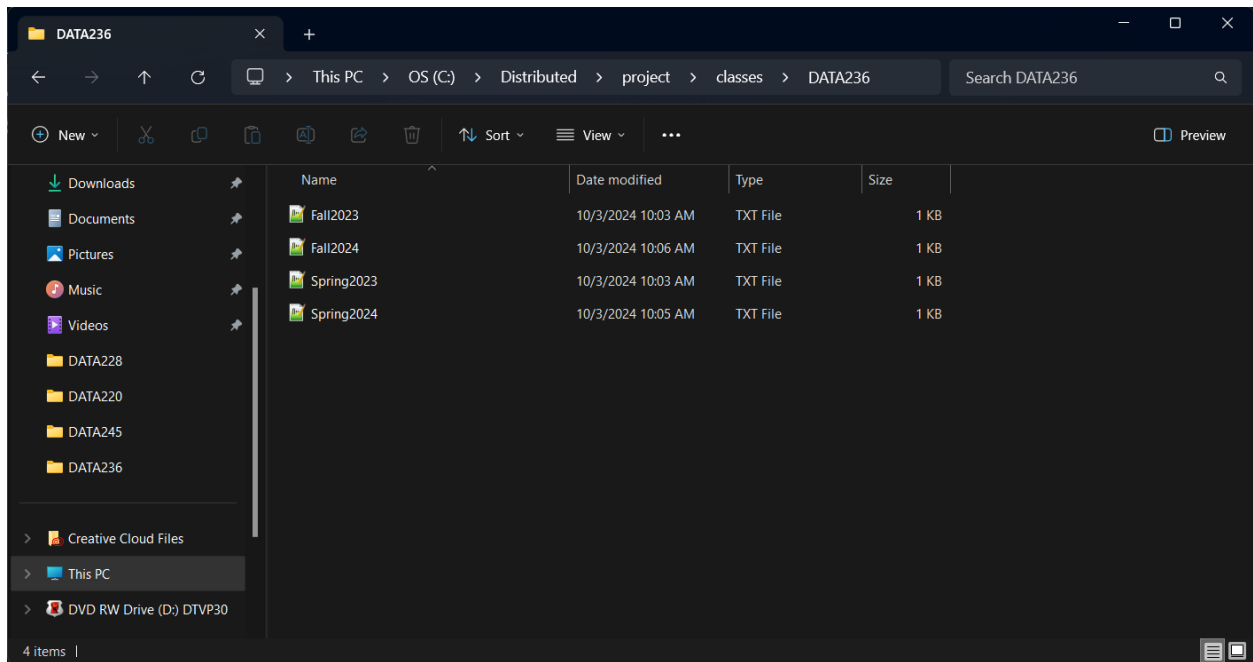 DATA236
This PC > OS (C:) > Distributed > project > classes > DATA236
Search DATA236
New Sort View Preview
Name Date modified Type Size
Fall2023 10/3/2024 10:03 AM TXT File 1 KB
Fall2024 10/3/2024 10:06 AM TXT File 1 KB
Spring2023 10/3/2024 10:03 AM TXT File 1 KB
Spring2024 10/3/2024 10:05 AM TXT File 1 KB
Downloads
Documents
Pictures
Music
Videos
DATA228
DATA220
DATA245
DATA236
Creative Cloud Files
This PC
DVD RW Drive (D:) DTVP30
4 items